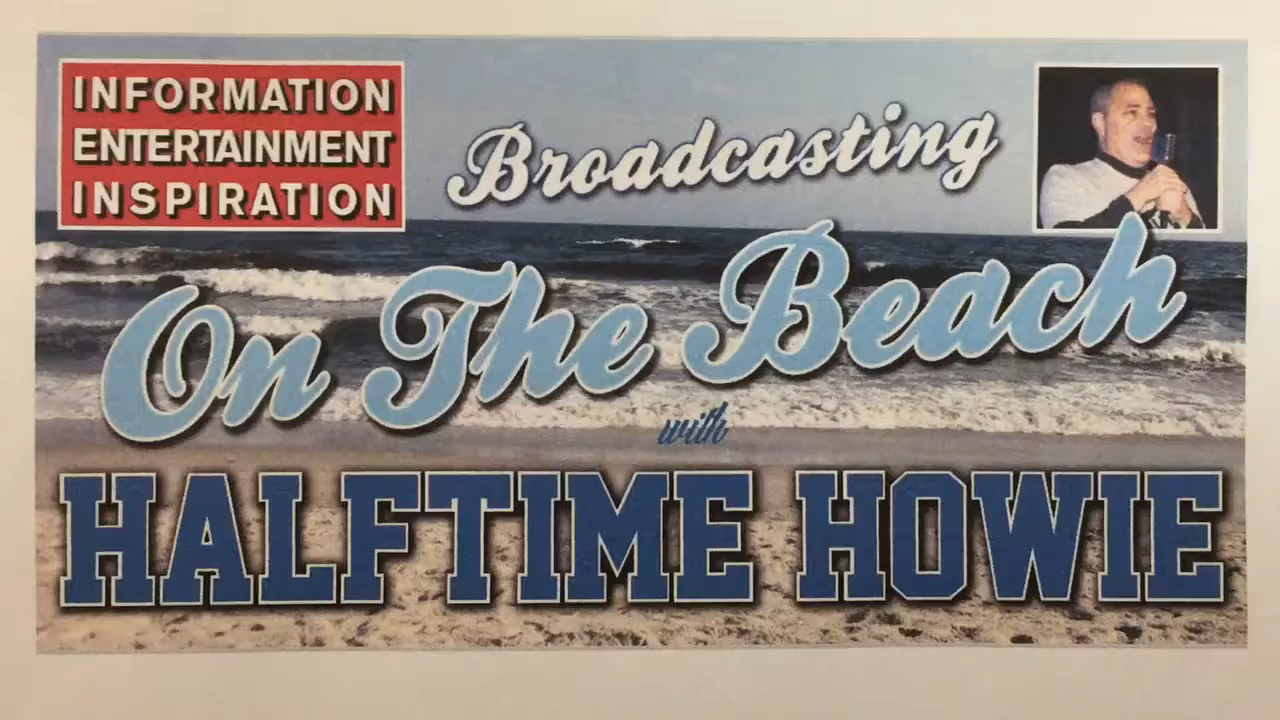 INFORMATION
ENTERTAINMENT
INSPIRATION
Broadcasting
On The Beach
with
HALFTIME HOWIE